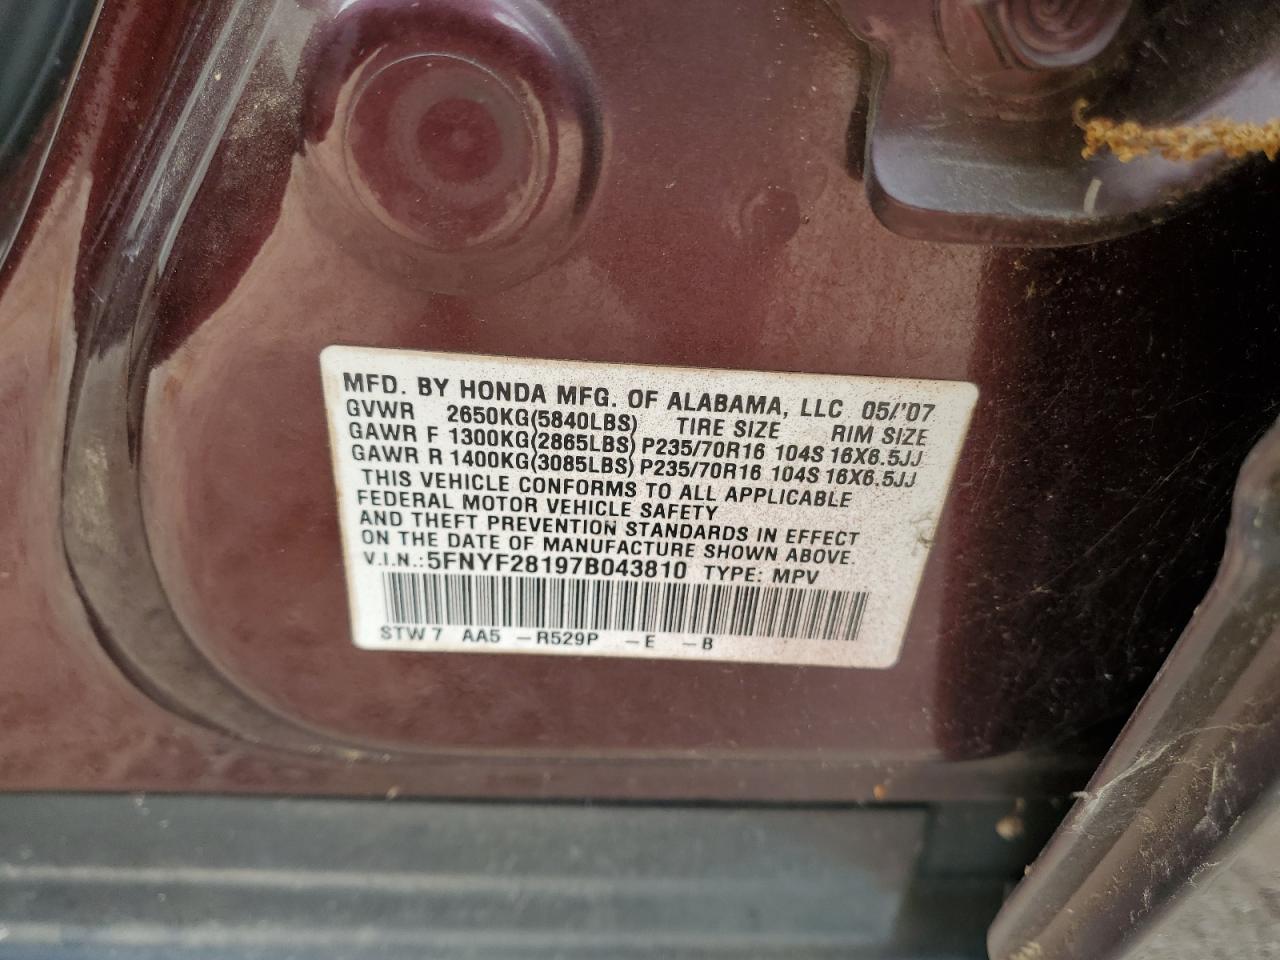 MFD. BY HONDA MFG. OF ALABAMA, LLC 05/'07
GVWR 2650KG(5840LBS) TIRE SIZE RIM SIZE
GAWR F 1300KG(2865LBS) P235/70R16 104S 16X6.5JJ
GAWR R 1400KG(3085LBS) P235/70R16 104S 16X6.5JJ
THIS VEHICLE CONFORMS TO ALL APPLICABLE
FEDERAL MOTOR VEHICLE SAFETY
AND THEFT PREVENTION STANDARDS IN EFFECT
ON THE DATE OF MANUFACTURE SHOWN ABOVE.
V.I.N.:5FNYF28197B043810 TYPE: MPV
STW7 AA5 -R529P -E -B